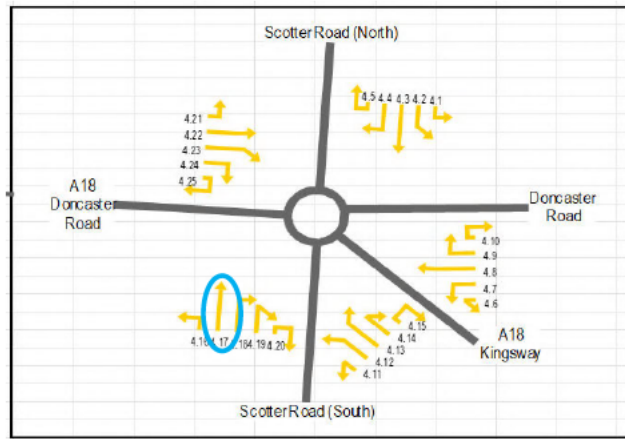 Scotter Road (North)
4.5 4.4 4.3 4.2 4.1
4.21
4.22
4.23
4.24
4.25
A18
Doncaster
Road
Doncaster
Road
4.10
4.9
4.8
4.7
4.6
4.16 4.17 4.18 4.19 4.20
4.15
4.14
4.13
4.12
4.11
A18
Kingsway
Scotter Road (South)